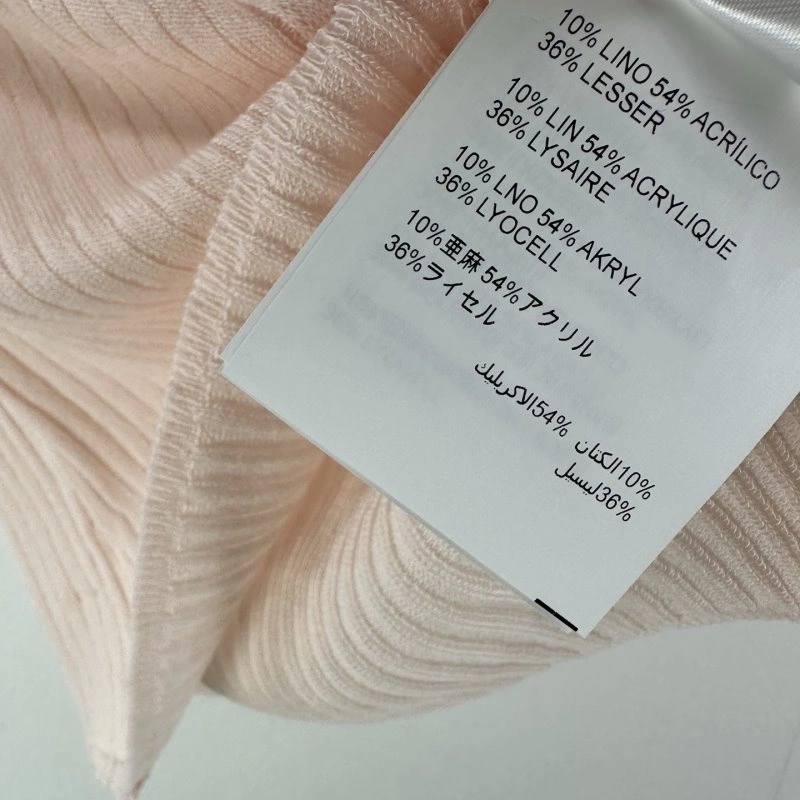 10% LINO 54% ACRÍLICO
36% LESSER
10% LIN 54% ACRYLIQUE
36% LYSAIRE
10% LNO 54% AKRYL
36% LYOCELL
10%亜麻 54%アクリル
36%ライセル
10%الكتان 54%الاكريليك
36%ليسيل